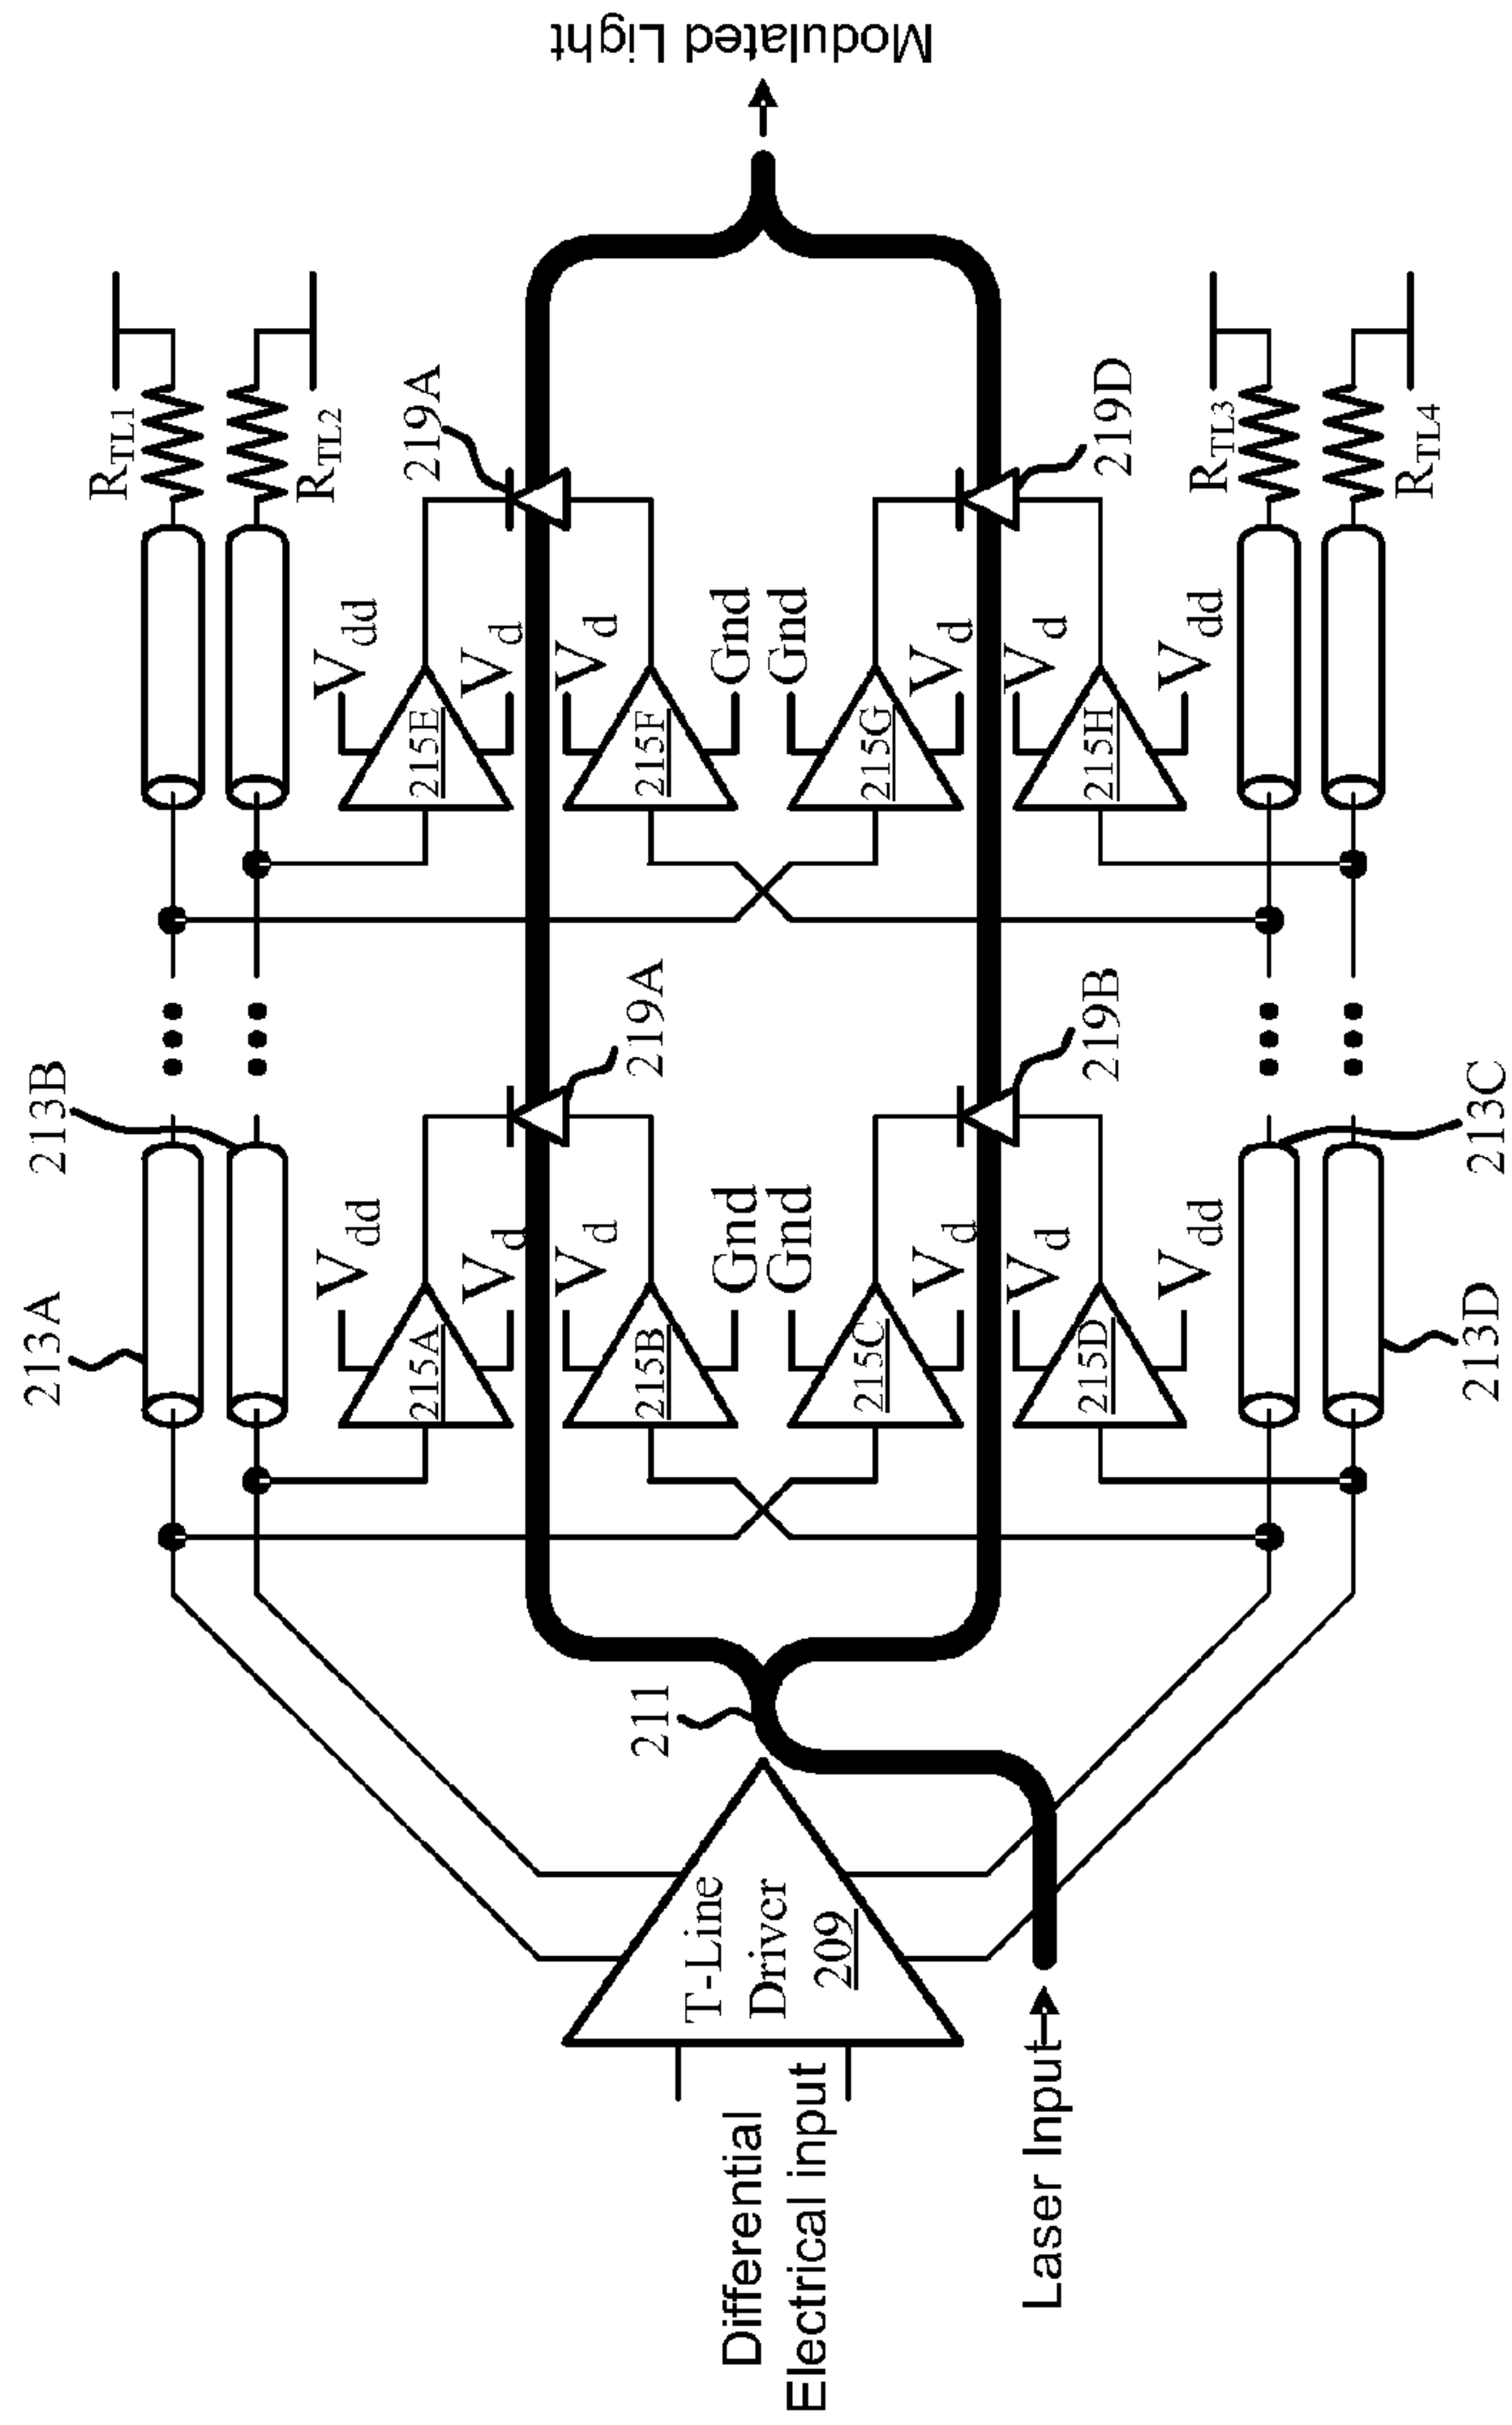 Modulated Light
R_TL1
R_TL2
R_TL3
R_TL4
219A
219D
V_dd
V_d
V_d
Gnd
Gnd
V_d
V_d
V_dd
215E
215F
215G
215H
219A
219B
213B
213C
213A
213D
V_dd
V_d
V_d
Gnd
Gnd
V_d
V_d
V_dd
215A
215B
215C
215D
211
T-Line
Driver
209
Differential
Electrical input
Laser Input